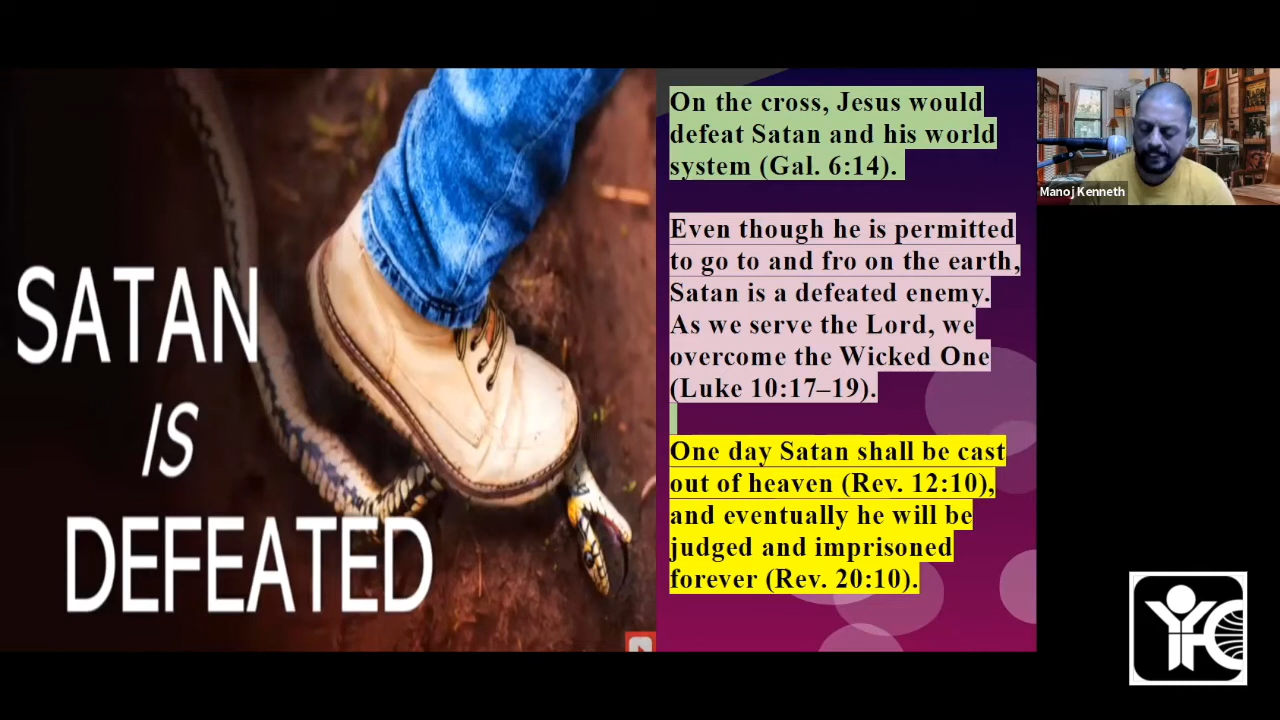 SATAN
IS
DEFEATED
On the cross, Jesus would
defeat Satan and his world
system (Gal. 6:14).
Even though he is permitted
to go to and fro on the earth,
Satan is a defeated enemy.
As we serve the Lord, we
overcome the Wicked One
(Luke 10:17–19).
One day Satan shall be cast
out of heaven (Rev. 12:10),
and eventually he will be
judged and imprisoned
forever (Rev. 20:10).
Manoj Kenneth
YFC